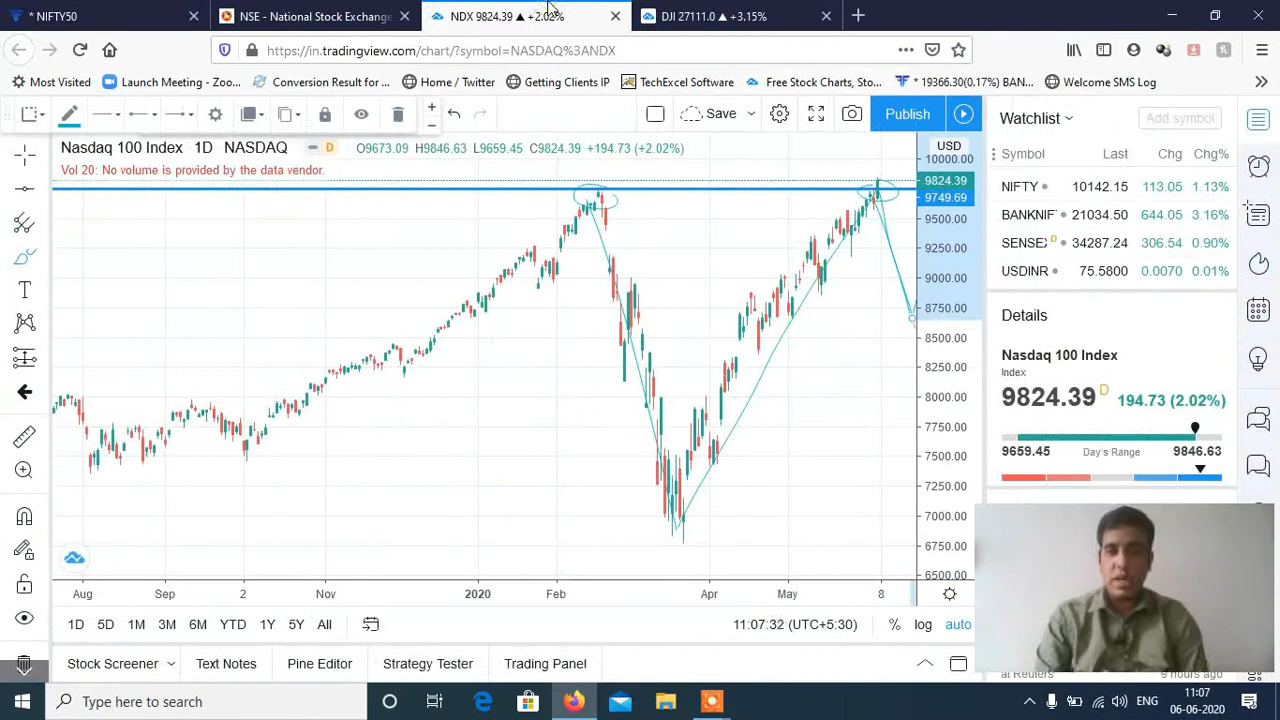 * NIFTY50
NSE - National Stock Exchange
NDX 9824.39 ▲ +2.02%
DJI 27111.0 ▲ +3.15%
https://in.tradingview.com/chart/?symbol=NASDAQ%3ANDX
Most Visited
Launch Meeting - Zoo...
Conversion Result for ...
Home / Twitter
Getting Clients IP
TechExcel Software
Free Stock Charts, Sto...
* 19366.30(0.17%) BAN...
Welcome SMS Log
Save
Publish
Watchlist
Add symbol
Nasdaq 100 Index 1D NASDAQ D O9673.09 H9846.63 L9659.45 C9824.39 +194.73 (+2.02%)
Vol 20: No volume is provided by the data vendor.
USD
10000.00
9824.39
9749.69
9500.00
9250.00
9000.00
8750.00
8500.00
8250.00
8000.00
7750.00
7500.00
7250.00
7000.00
6750.00
6500.00
Symbol Last Chg Chg%
NIFTY 10142.15 113.05 1.13%
BANKNIF 21034.50 644.05 3.16%
SENSEX D 34287.24 306.54 0.90%
USDINR 75.5800 0.0070 0.01%
Details
Nasdaq 100 Index
Index
9824.39 D 194.73 (2.02%)
9659.45 Day's Range 9846.63
Aug Sep 2 Nov 2020 Feb Apr May 8
1D 5D 1M 3M 6M YTD 1Y 5Y All
11:07:32 (UTC+5:30) % log auto
Stock Screener Text Notes Pine Editor Strategy Tester Trading Panel
at Reuters 9 hours ago
Type here to search
ENG
11:07
06-06-2020